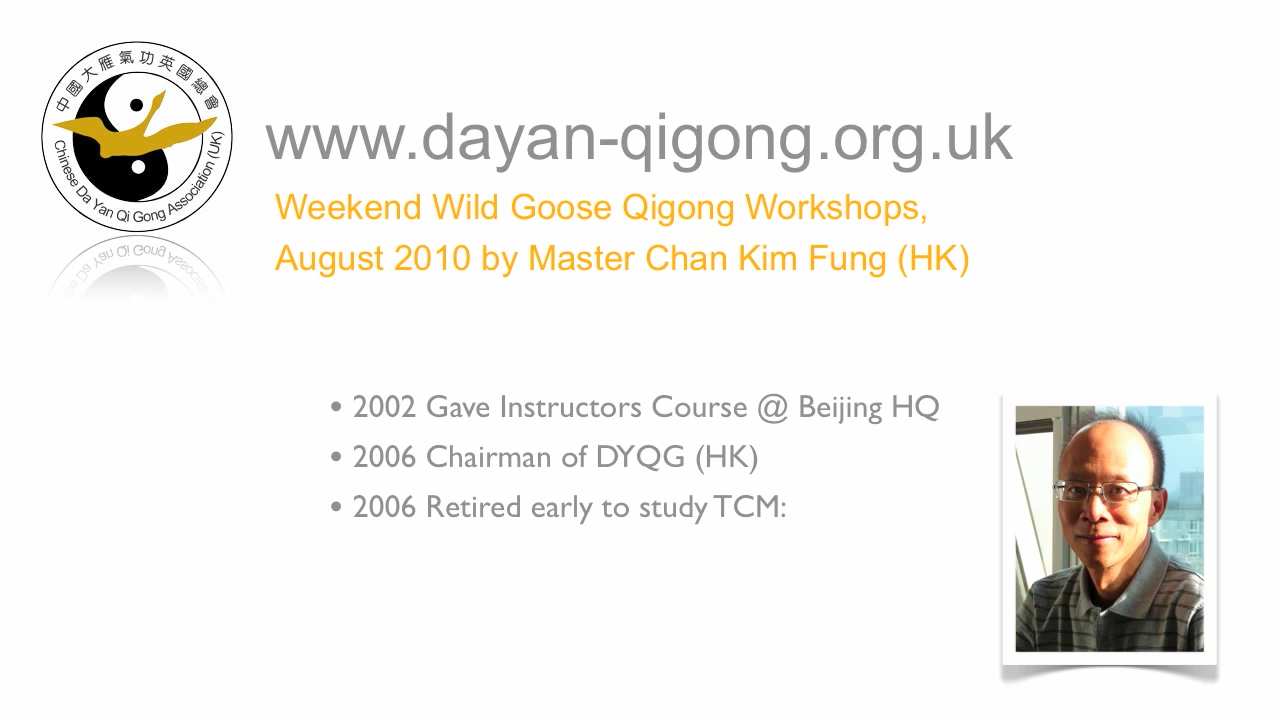 中國大雁氣功英國總會
Chinese Da Yan Qi Gong Association (UK)
www.dayan-qigong.org.uk
Weekend Wild Goose Qigong Workshops,
August 2010 by Master Chan Kim Fung (HK)
• 2002 Gave Instructors Course @ Beijing HQ
• 2006 Chairman of DYQG (HK)
• 2006 Retired early to study TCM: